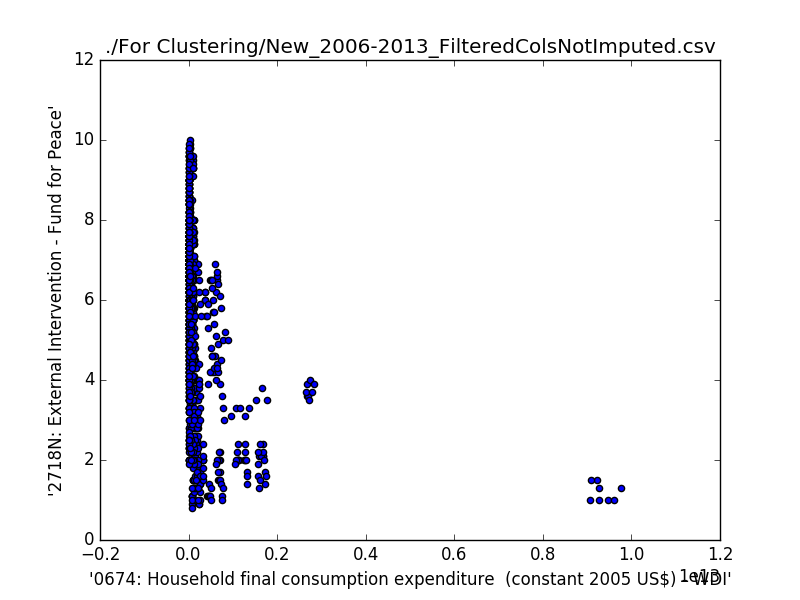 ./For Clustering/New_2006-2013_FilteredColsNotImputed.csv
12
10
8
6
4
2
0
'2718N: External Intervention - Fund for Peace'
−0.2 0.0 0.2 0.4 0.6 0.8 1.0 1.2
1e13
'0674: Household final consumption expenditure  (constant 2005 US$) - WDI'